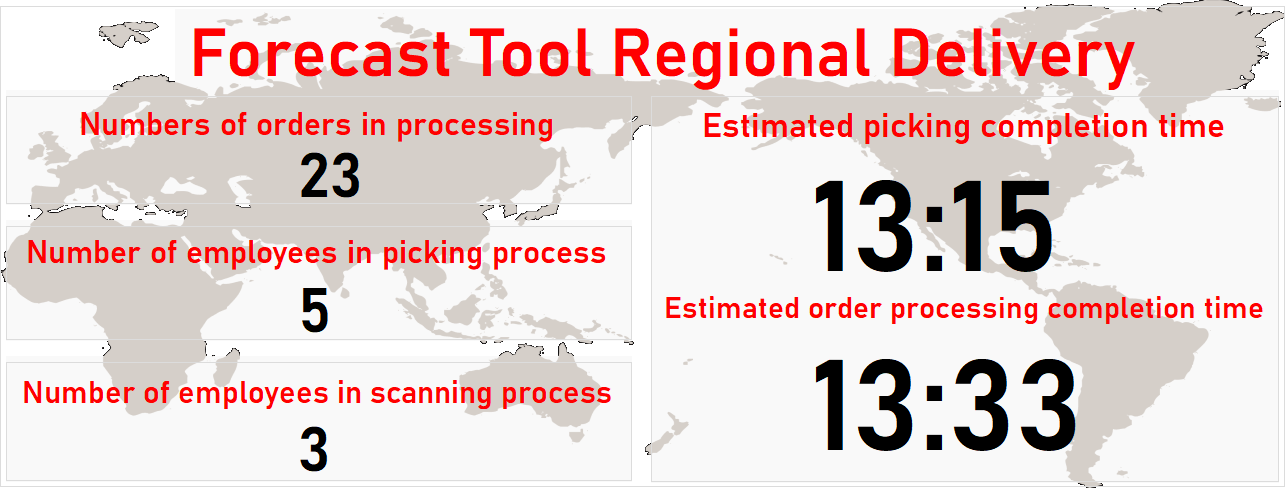 Forecast Tool Regional Delivery
Numbers of orders in processing
23
Number of employees in picking process
5
Number of employees in scanning process
3
Estimated picking completion time
13:15
Estimated order processing completion time
13:33